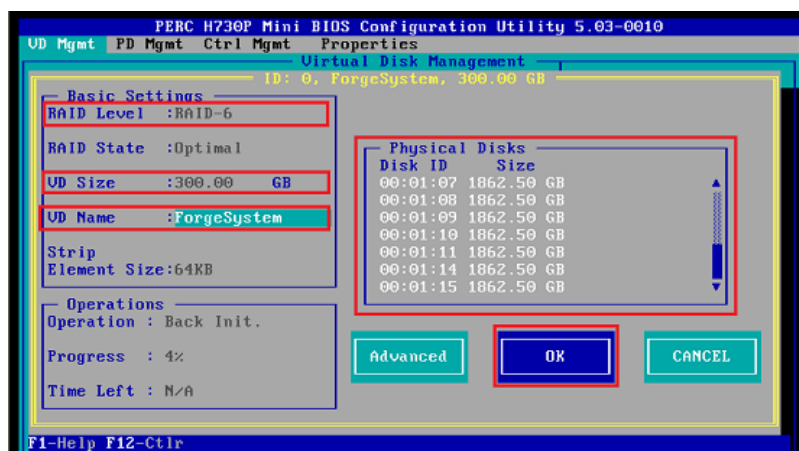 PERC H730P Mini BIOS Configuration Utility 5.03-0010
VD Mgmt PD Mgmt Ctrl Mgmt Properties
Virtual Disk Management
ID: 0, ForgeSystem, 300.00 GB
Basic Settings
RAID Level :RAID-6
RAID State :Optimal
VD Size :300.00 GB
VD Name :ForgeSystem
Strip
Element Size:64KB
Physical Disks
Disk ID Size
00:01:07 1862.50 GB
00:01:08 1862.50 GB
00:01:09 1862.50 GB
00:01:10 1862.50 GB
00:01:11 1862.50 GB
00:01:14 1862.50 GB
00:01:15 1862.50 GB
Operations
Operation : Back Init.
Progress : 4%
Time Left : N/A
Advanced
OK
CANCEL
F1-Help F12-Ctlr